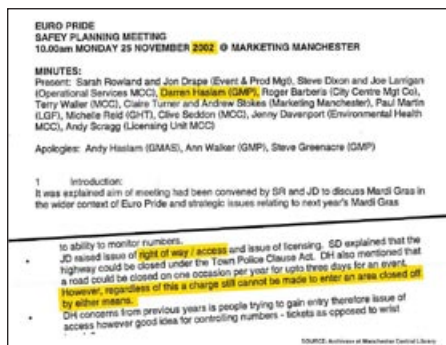 EURO PRIDE
SAFEY PLANNING MEETING
10.00am MONDAY 25 NOVEMBER 2002 @ MARKETING MANCHESTER
MINUTES:
Present: Sarah Rowland and Jon Drape (Event & Prod Mgt), Steve Dixon and Joe Lanigan
(Operational Services MCC), Darren Haslam (GMP), Roger Barberis (City Centre Mgt Co),
Terry Waller (MCC), Claire Turner and Andrew Stokes (Marketing Manchester), Paul Martin
(LGF), Michelle Reid (GHT), Clive Seddon (MCC), Jenny Davenport (Environmental Health
MCC), Andy Scragg (Licensing Unit MCC)
Apologies: Andy Haslam (GMAS), Ann Walker (GMP), Steve Greenacre (GMP)
1 Introduction:
It was explained aim of meeting had been convened by SR and JD to discuss Mardi Gras in
the wider context of Euro Pride and strategic issues relating to next year's Mardi Gras
to ability to monitor numbers.
JD raised issue of right of way / access and issue of licensing. SD explained that the
highway could be closed under the Town Police Clause Act. DH also mentioned that
a road could be closed on one occasion per year for upto three days for an event.
However, regardless of this a charge still cannot be made to enter an area closed off
by either means.
DH concerns from previous years is people trying to gain entry therefore issue of
access however good idea for controlling numbers - tickets as opposed to wrist
SOURCE: Archives at Manchester Central Library